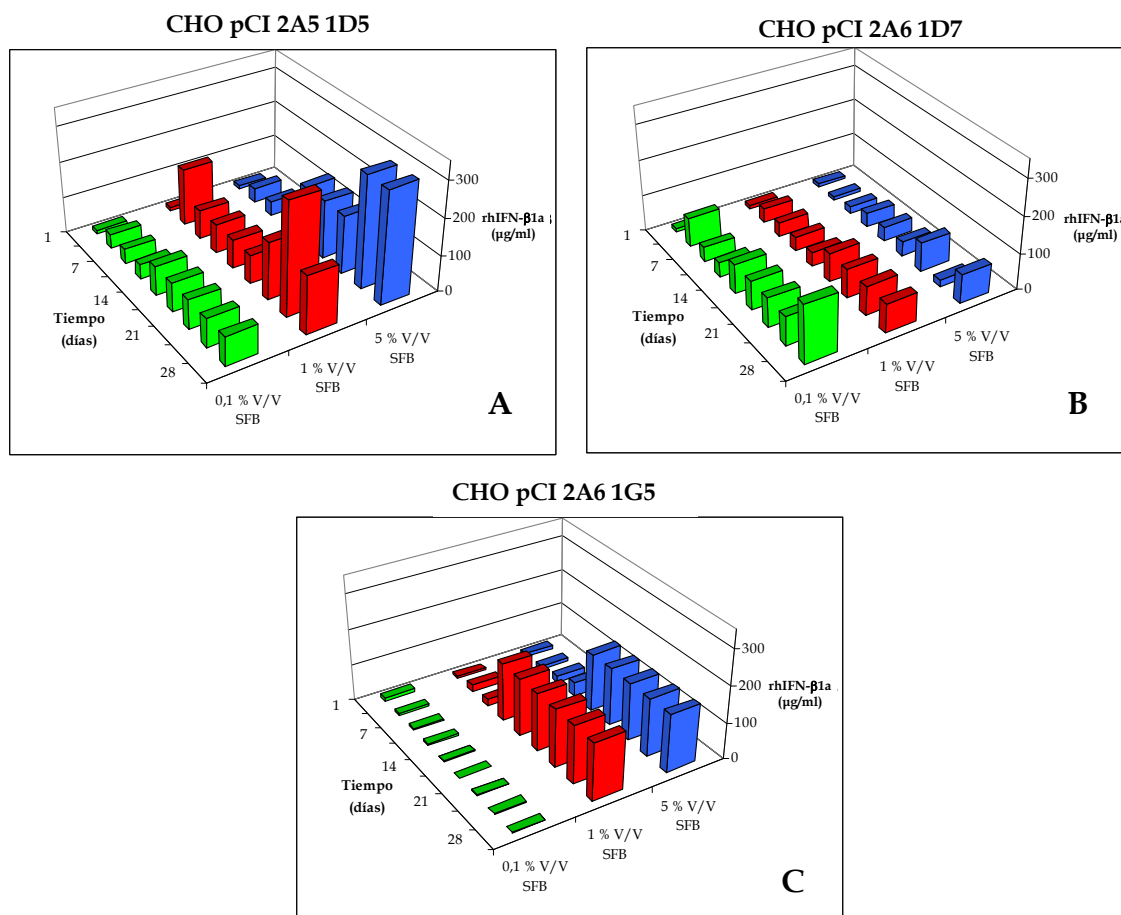 CHO pCI 2A5 1D5
300
200
100
0
rhIFN-β1a
(µg/ml)
1
7
14
21
28
Tiempo
(días)
0,1 % V/V
SFB
1 % V/V
SFB
5 % V/V
SFB
A
CHO pCI 2A6 1D7
300
200
100
0
rhIFN-β1a
(µg/ml)
1
7
14
21
28
Tiempo
(días)
0,1 % V/V
SFB
1 % V/V
SFB
5 % V/V
SFB
B
CHO pCI 2A6 1G5
300
200
100
0
rhIFN-β1a
(µg/ml)
1
7
14
21
28
Tiempo
(días)
0,1 % V/V
SFB
1 % V/V
SFB
5 % V/V
SFB
C